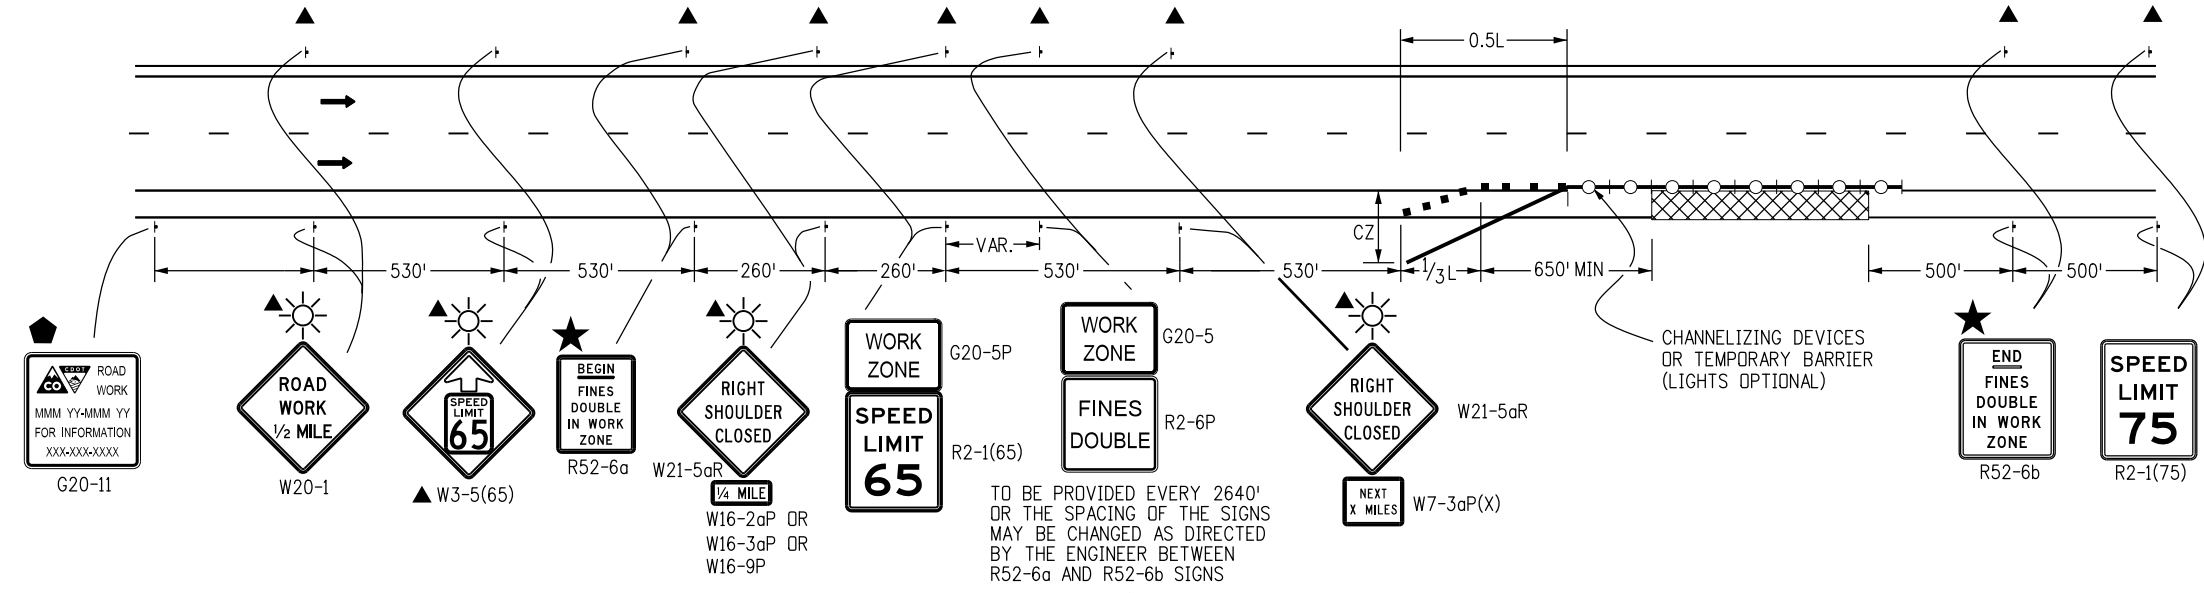 0.5L
CZ
VAR.
530'
530'
260'
260'
530'
530'
1/3 L
650' MIN
500'
500'
CO
CDOT
ROAD
WORK
MMM YY-MMM YY
FOR INFORMATION
XXX-XXX-XXXX
G20-11
ROAD
WORK
1/2 MILE
W20-1
SPEED
LIMIT
65
W3-5(65)
BEGIN
FINES
DOUBLE
IN WORK
ZONE
R52-6a
RIGHT
SHOULDER
CLOSED
W21-5aR
1/4 MILE
W16-2aP OR
W16-3aP OR
W16-9P
WORK
ZONE
G20-5P
SPEED
LIMIT
65
R2-1(65)
WORK
ZONE
G20-5
FINES
DOUBLE
R2-6P
TO BE PROVIDED EVERY 2640'
OR THE SPACING OF THE SIGNS
MAY BE CHANGED AS DIRECTED
BY THE ENGINEER BETWEEN
R52-6a AND R52-6b SIGNS
RIGHT
SHOULDER
CLOSED
W21-5aR
NEXT
X MILES
W7-3aP(X)
CHANNELIZING DEVICES
OR TEMPORARY BARRIER
(LIGHTS OPTIONAL)
END
FINES
DOUBLE
IN WORK
ZONE
R52-6b
SPEED
LIMIT
75
R2-1(75)